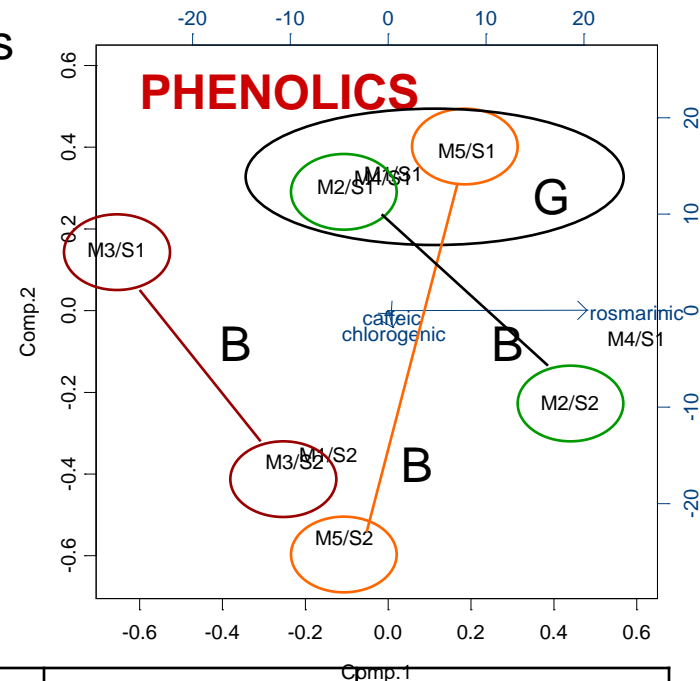 s
-20 -10 0 10 20
PHENOLICS
0.6
0.4
0.2
0.0
-0.2
-0.4
-0.6
Comp.2
20
10
0
-10
-20
M5/S1
M1/S1
M4/S1
M2/S1
G
M3/S1
caffeic
rosmarinic
chlorogenic
M4/S1
B
B
M2/S2
M1/S2
M3/S2
B
M5/S2
-0.6 -0.4 -0.2 0.0 0.2 0.4 0.6
Comp.1